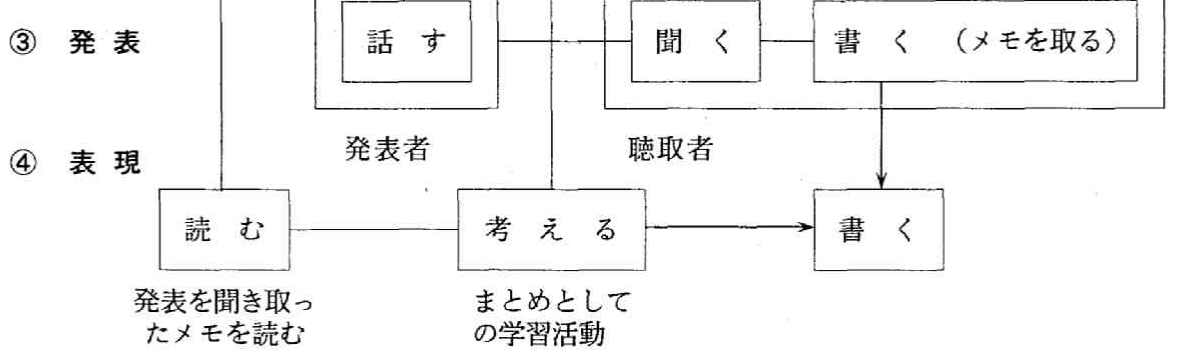 ③ 発表
話す
聞く
書く（メモを取る）
発表者
聴取者
④ 表現
読む
考える
書く
発表を聞き取っ
たメモを読む
まとめとして
の学習活動